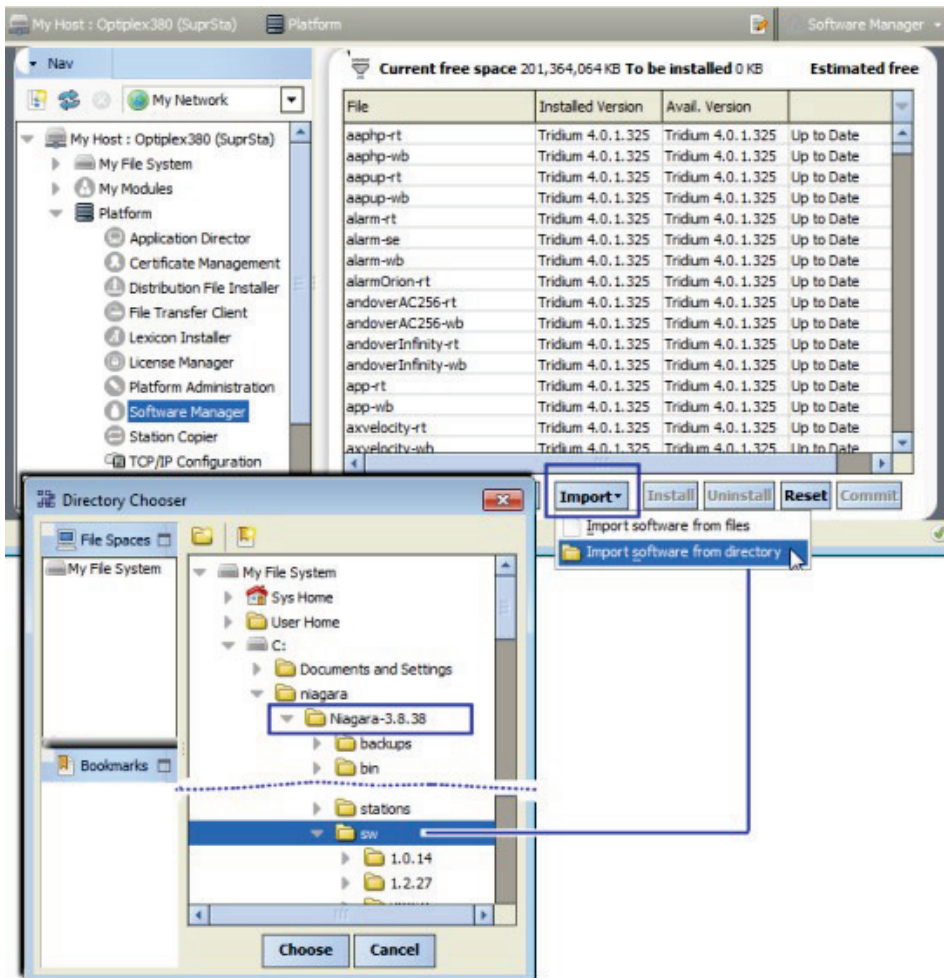 My Host : Optiplex380 (SuprSta) Platform Software Manager
Nav
My Network
My Host : Optiplex380 (SuprSta)
My File System
My Modules
Platform
Application Director
Certificate Management
Distribution File Installer
File Transfer Client
Lexicon Installer
License Manager
Platform Administration
Software Manager
Station Copier
TCP/IP Configuration
Current free space 201,364,064 KB To be installed 0 KB Estimated free
File Installed Version Avail. Version
aaphp-rt Tridium 4.0.1.325 Tridium 4.0.1.325 Up to Date
aaphp-wb Tridium 4.0.1.325 Tridium 4.0.1.325 Up to Date
aapup-rt Tridium 4.0.1.325 Tridium 4.0.1.325 Up to Date
aapup-wb Tridium 4.0.1.325 Tridium 4.0.1.325 Up to Date
alarm-rt Tridium 4.0.1.325 Tridium 4.0.1.325 Up to Date
alarm-se Tridium 4.0.1.325 Tridium 4.0.1.325 Up to Date
alarm-wb Tridium 4.0.1.325 Tridium 4.0.1.325 Up to Date
alarmOrion-rt Tridium 4.0.1.325 Tridium 4.0.1.325 Up to Date
andoverAC256-rt Tridium 4.0.1.325 Tridium 4.0.1.325 Up to Date
andoverAC256-wb Tridium 4.0.1.325 Tridium 4.0.1.325 Up to Date
andoverInfinity-rt Tridium 4.0.1.325 Tridium 4.0.1.325 Up to Date
andoverInfinity-wb Tridium 4.0.1.325 Tridium 4.0.1.325 Up to Date
app-rt Tridium 4.0.1.325 Tridium 4.0.1.325 Up to Date
app-wb Tridium 4.0.1.325 Tridium 4.0.1.325 Up to Date
axvelocity-rt Tridium 4.0.1.325 Tridium 4.0.1.325 Up to Date
axvelocity-wb Tridium 4.0.1.325 Tridium 4.0.1.325 Up to Date
Import Install Uninstall Reset Commit
Import software from files
Import software from directory
Directory Chooser
File Spaces
My File System
Bookmarks
My File System
Sys Home
User Home
C:
Documents and Settings
niagara
Niagara-3.8.38
backups
bin
stations
sw
1.0.14
1.2.27
Choose Cancel